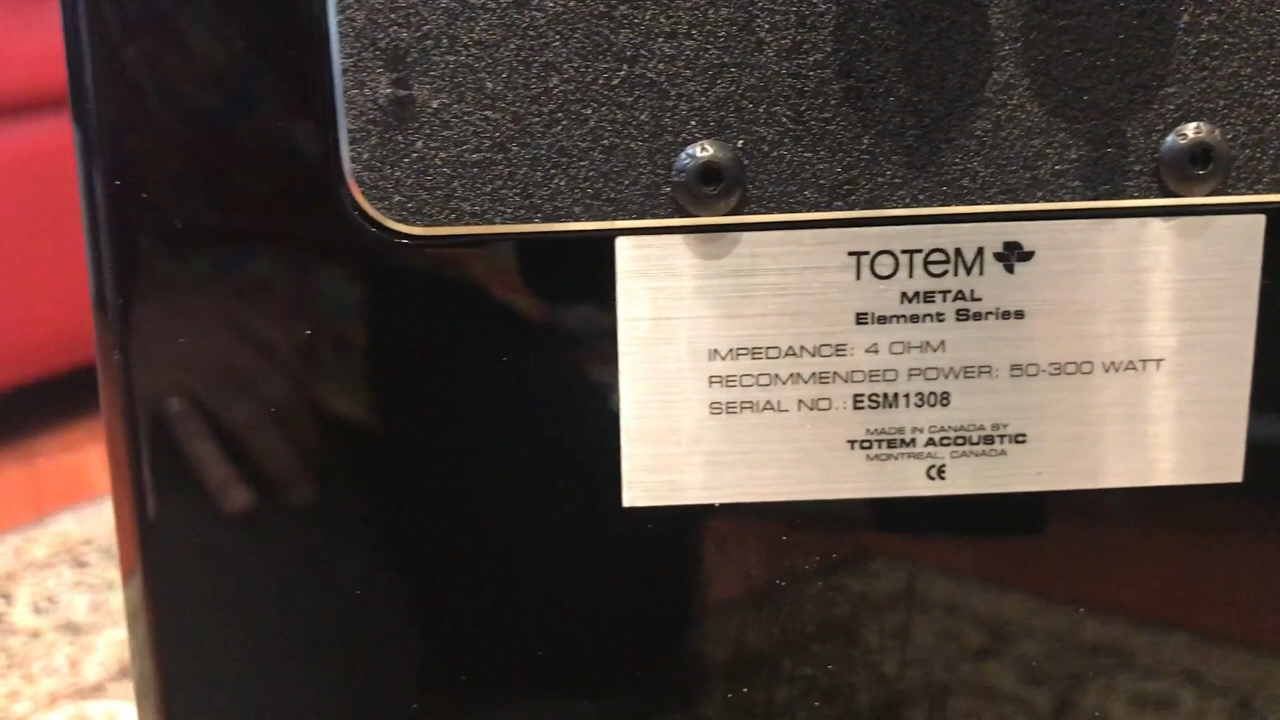 TOTEM
METAL
Element Series
IMPEDANCE: 4 OHM
RECOMMENDED POWER: 50-300 WATT
SERIAL NO.: ESM1308
MADE IN CANADA BY
TOTEM ACOUSTIC
MONTREAL, CANADA
CE